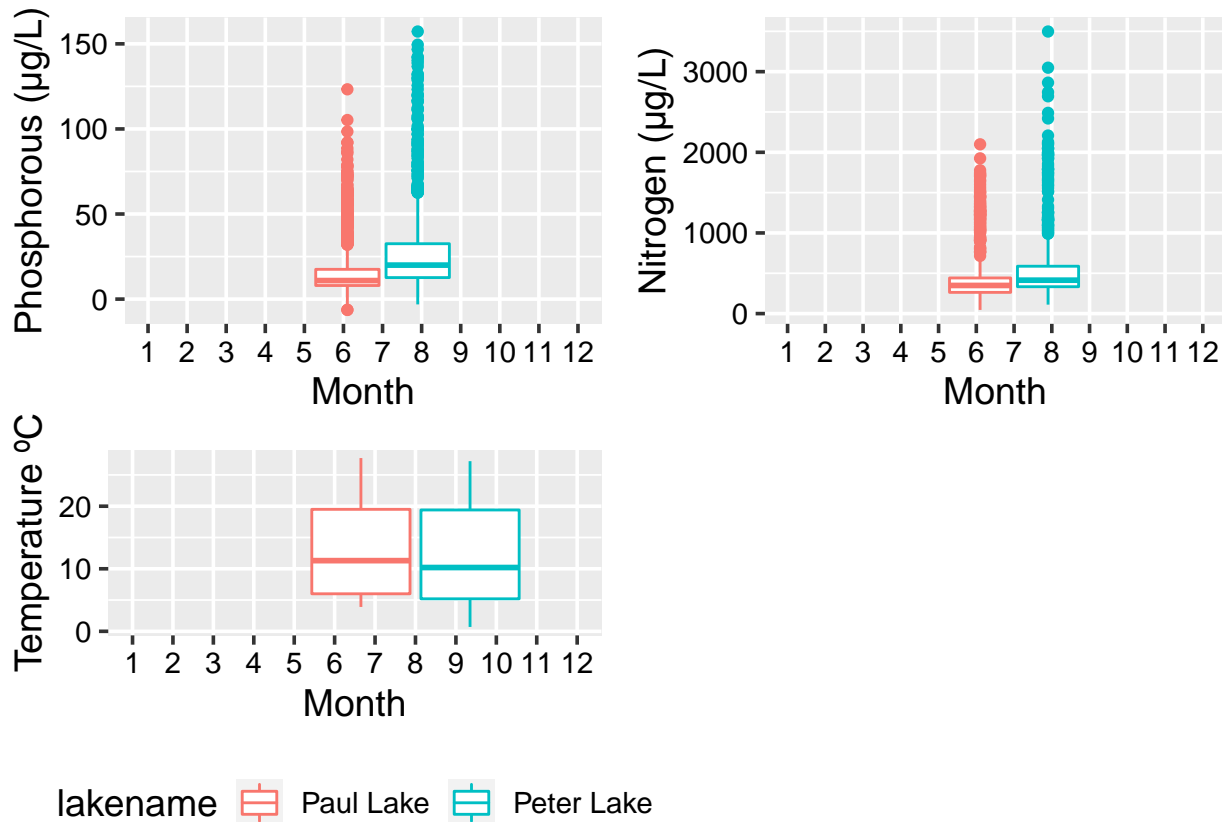 Phosphorous (µg/L)
150
100
50
0
1 2 3 4 5 6 7 8 9 10 11 12
Month
Nitrogen (µg/L)
3000
2000
1000
0
1 2 3 4 5 6 7 8 9 10 11 12
Month
Temperature ºC
20
10
0
1 2 3 4 5 6 7 8 9 10 11 12
Month
lakename Paul Lake Peter Lake